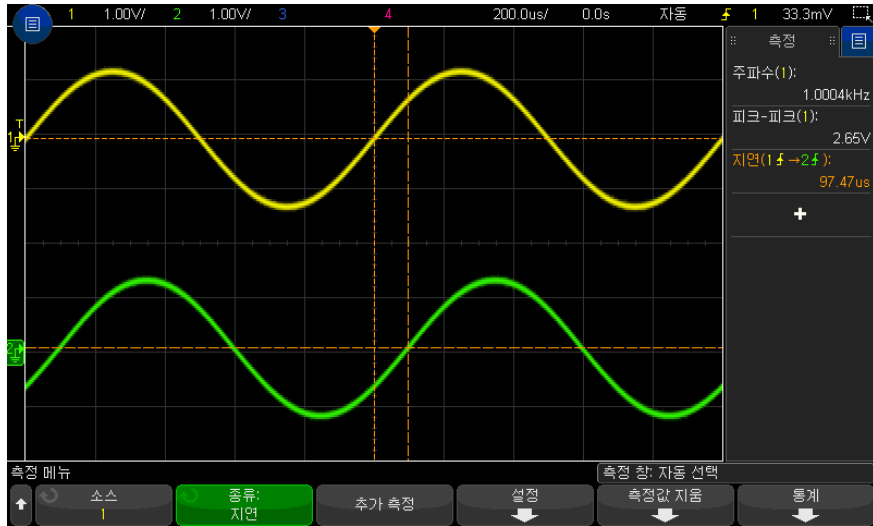 1 1.00V/ 2 1.00V/ 3 4 200.0us/ 0.0s 자동 1 33.3mV
측정
주파수(1):
1.0004kHz
피크-피크(1):
2.65V
지연(1→2):
97.47us
+
T
1
2
측정 메뉴
측정 창: 자동 선택
소스
1
종류:
지연
추가 측정
설정
측정값 지움
통계